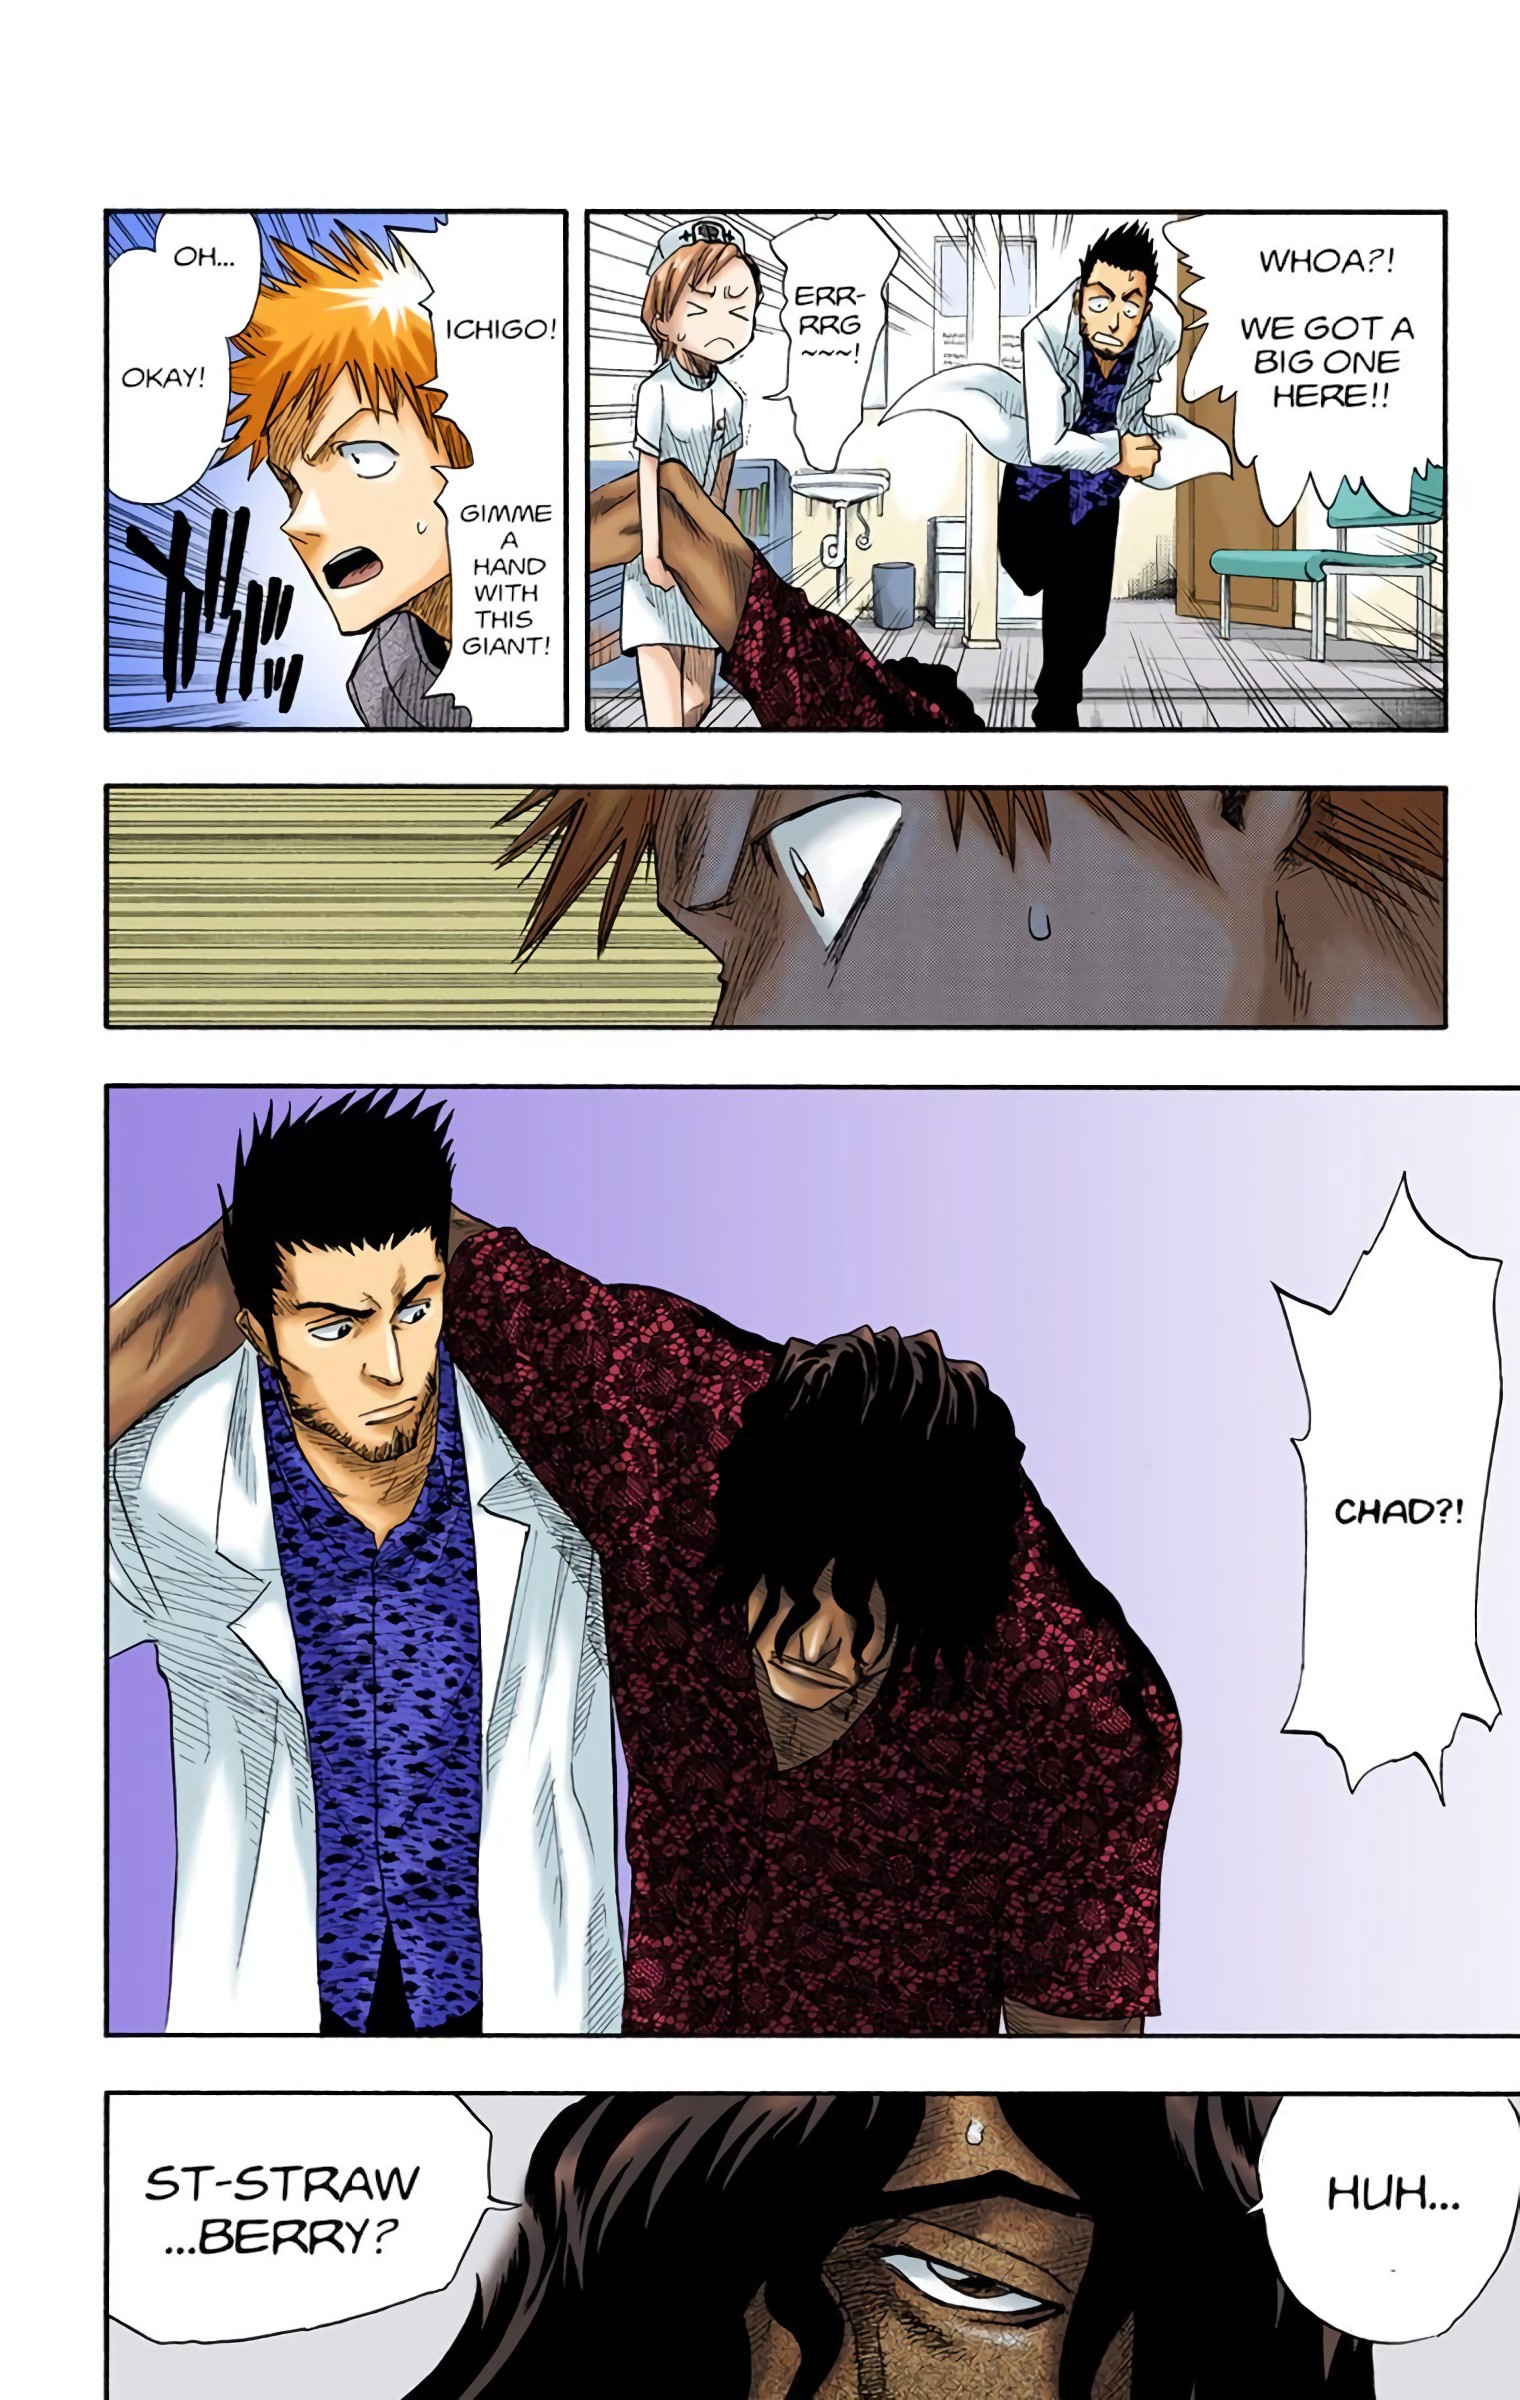 WHOA?!
WE GOT A
BIG ONE
HERE!!
ERR-
RRG
~~~!
ICHIGO!
GIMME
A
HAND
WITH
THIS
GIANT!
OH...
OKAY!
CHAD?!
HUH...
ST-STRAW
...BERRY?